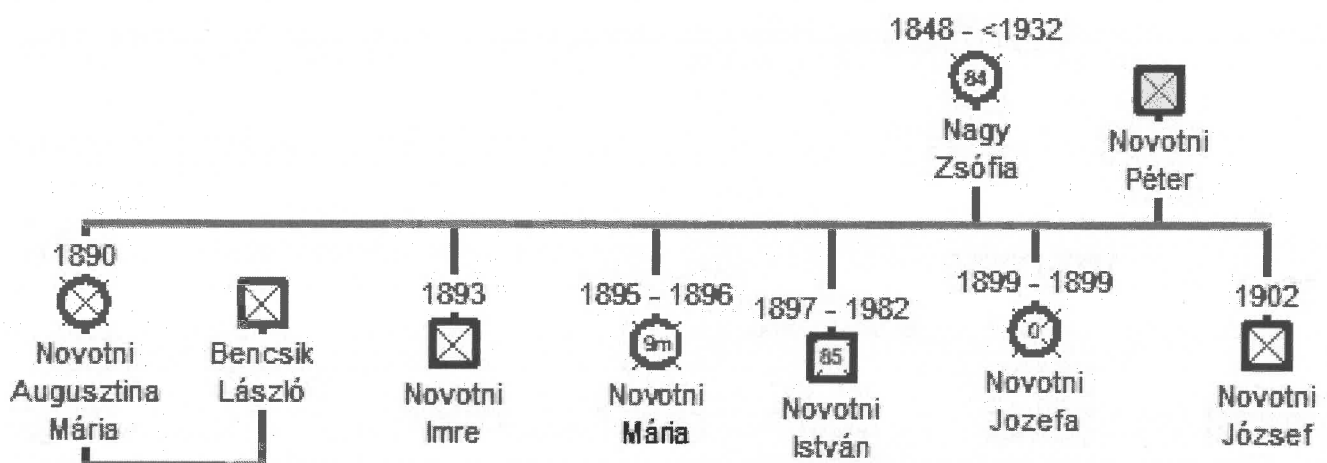 1848 - <1932
84
Nagy
Zsófia
Novotni
Péter
1890
Novotni
Augusztina
Mária
Bencsik
László
1893
Novotni
Imre
1895 - 1896
9m
Novotni
Mária
1897 - 1982
85
Novotni
István
1899 - 1899
0
Novotni
Jozefa
1902
Novotni
József